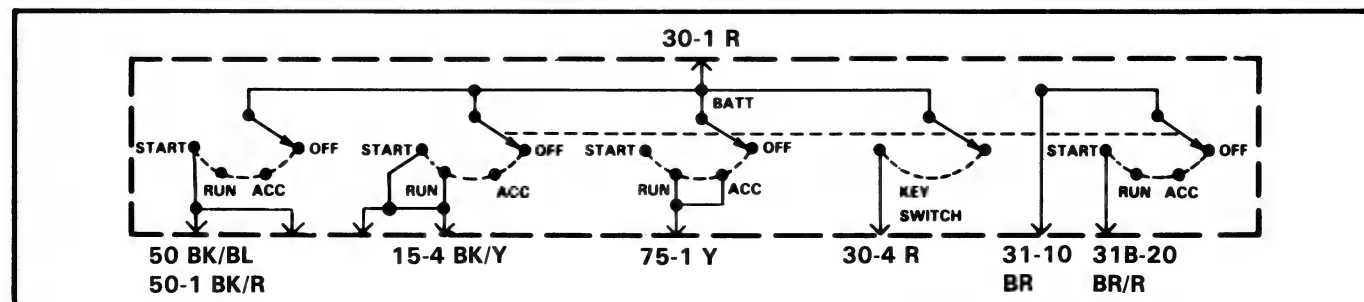 30-1 R
BATT
START OFF START OFF START OFF START OFF
RUN ACC RUN ACC RUN ACC KEY RUN ACC
SWITCH
50 BK/BL 15-4 BK/Y 75-1 Y 30-4 R 31-10 31B-20
50-1 BK/R BR BR/R